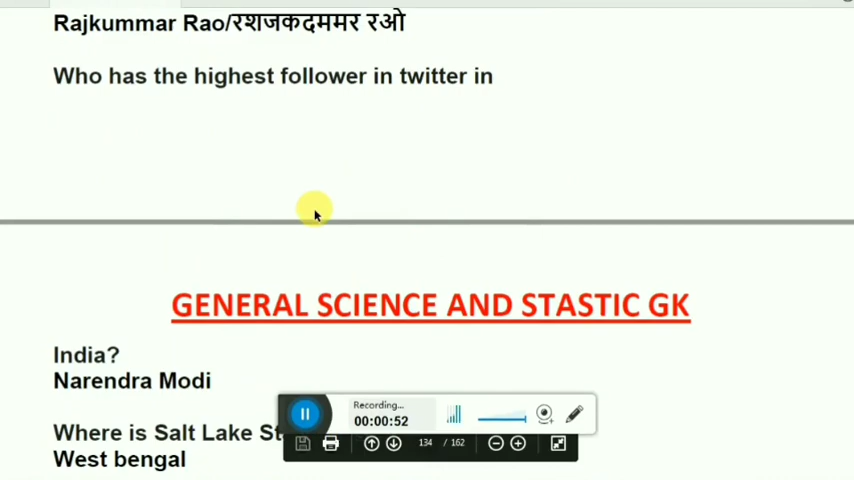 Rajkummar Rao/रशजकदममर रओ
Who has the highest follower in twitter in
GENERAL SCIENCE AND STASTIC GK
India?
Narendra Modi
Recording...
00:00:52
Where is Salt Lake St
134 / 162
West bengal